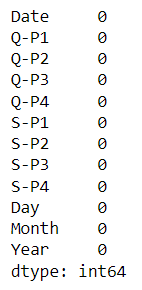 Date 0
Q-P1 0
Q-P2 0
Q-P3 0
Q-P4 0
S-P1 0
S-P2 0
S-P3 0
S-P4 0
Day 0
Month 0
Year 0
dtype: int64